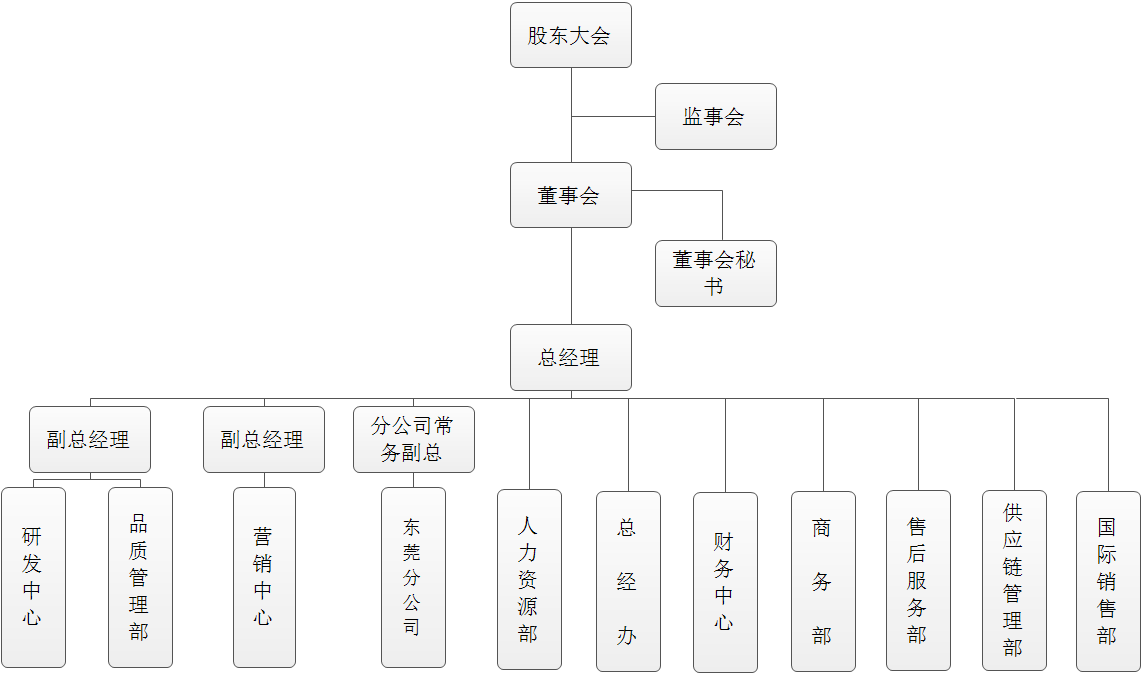 股东大会
监事会
董事会
董事会秘
书
总经理
副总经理
副总经理
分公司常
务副总
研发中心
品质管理部
营销中心
东莞分公司
人力资源部
总经办
财务中心
商务部
售后服务部
供应链管理部
国际销售部